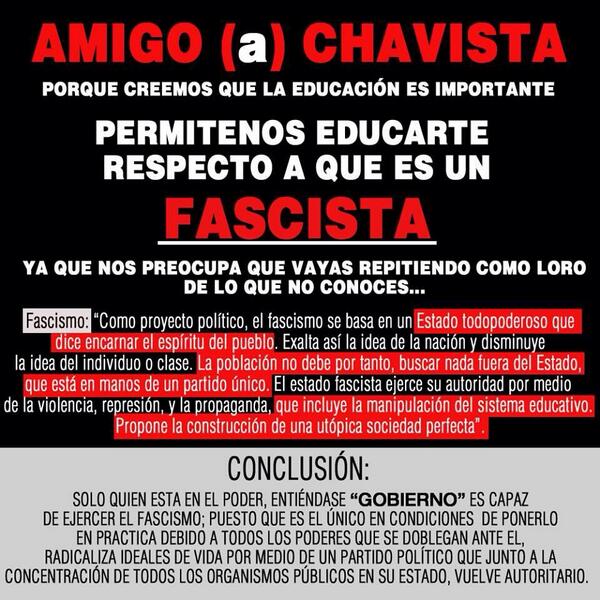 AMIGO (a) CHAVISTA
PORQUE CREEMOS QUE LA EDUCACIÓN ES IMPORTANTE
PERMITENOS EDUCARTE
RESPECTO A QUE ES UN
FASCISTA
YA QUE NOS PREOCUPA QUE VAYAS REPITIENDO COMO LORO
DE LO QUE NO CONOCES...
Fascismo: “Como proyecto político, el fascismo se basa en un Estado todopoderoso que
dice encarnar el espíritu del pueblo. Exalta así la idea de la nación y disminuye
la idea del individuo o clase. La población no debe por tanto, buscar nada fuera del Estado,
que está en manos de un partido único. El estado fascista ejerce su autoridad por medio
de la violencia, represión, y la propaganda, que incluye la manipulación del sistema educativo.
Propone la construcción de una utópica sociedad perfecta”.
CONCLUSIÓN:
SOLO QUIEN ESTA EN EL PODER, ENTIÉNDASE “GOBIERNO” ES CAPAZ
DE EJERCER EL FASCISMO; PUESTO QUE ES EL ÚNICO EN CONDICIONES DE PONERLO
EN PRACTICA DEBIDO A TODOS LOS PODERES QUE SE DOBLEGAN ANTE EL,
RADICALIZA IDEALES DE VIDA POR MEDIO DE UN PARTIDO POLÍTICO QUE JUNTO A LA
CONCENTRACIÓN DE TODOS LOS ORGANISMOS PÚBLICOS EN SU ESTADO, VUELVE AUTORITARIO.